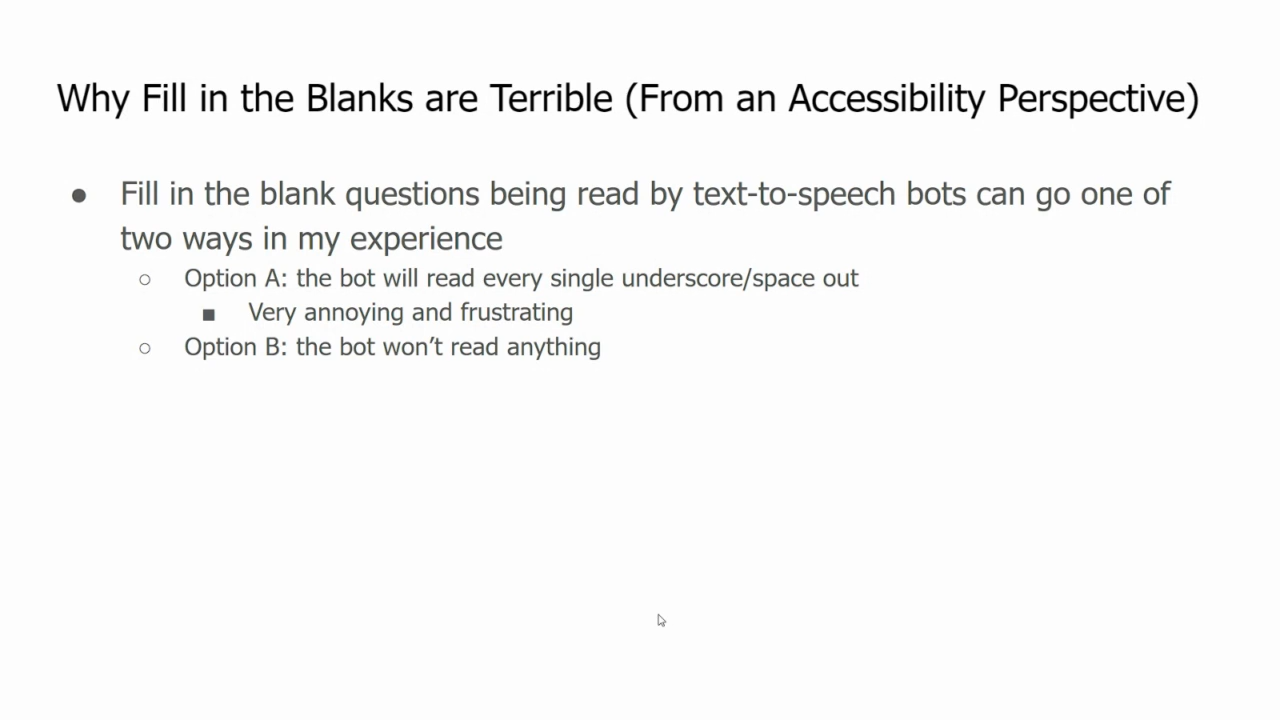 Why Fill in the Blanks are Terrible (From an Accessibility Perspective)
● Fill in the blank questions being read by text-to-speech bots can go one of
two ways in my experience
○ Option A: the bot will read every single underscore/space out
■ Very annoying and frustrating
○ Option B: the bot won’t read anything